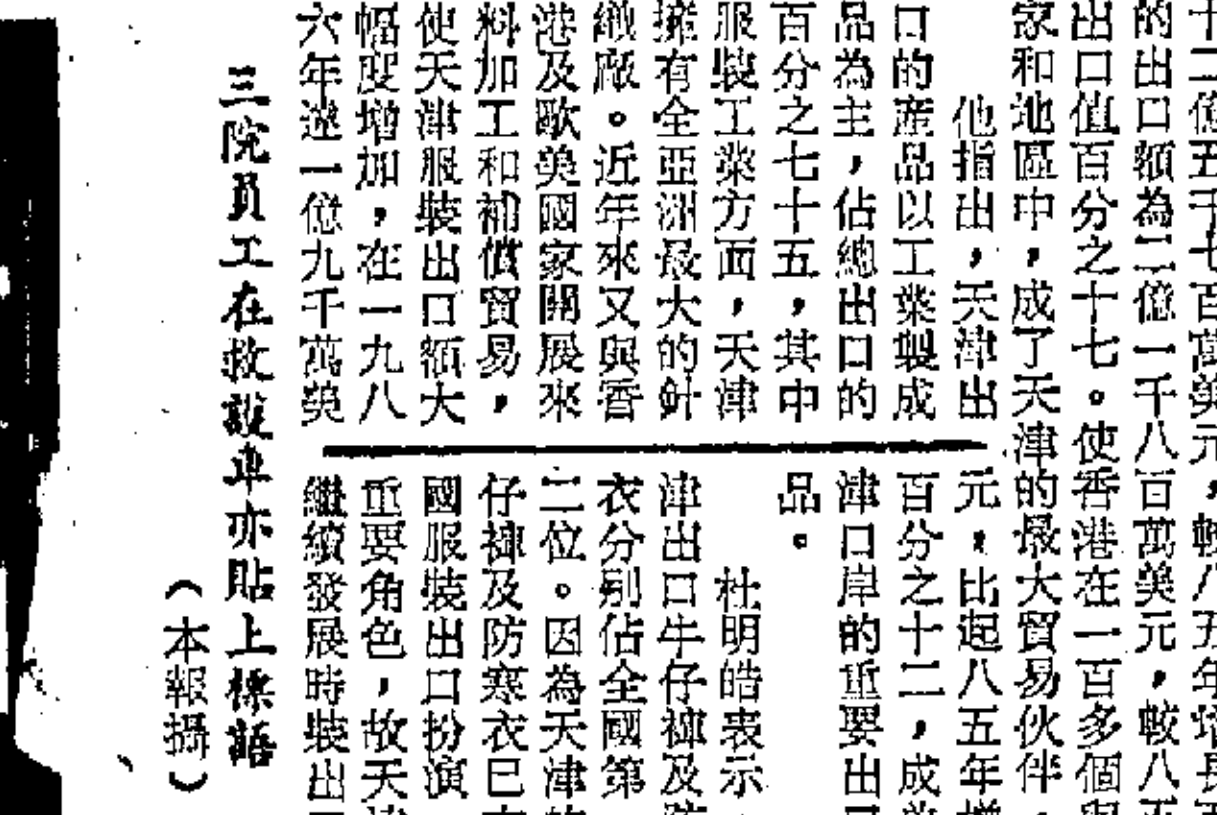 十二億五千七百萬美元，較八五年增長
的出口額為二億一千八百萬美元，較八五
出口值百分之十七。使香港在一百多個與
家和地區中，成了天津的最大貿易伙伴。
他指出，天津出
口的產品以工業製成
品為主，佔總出口的
百分之七十五，其中
服裝工業方面，天津
擁有全亞洲最大的針
織廠。近年來又與香
港及歐美國家開展來
料加工和補償貿易，
使天津服裝出口額大
幅度增加，在一九八
六年達一億九千萬美
元，比起八五年增
百分之十二，成為
津口岸的重要出口
品。
杜明皓表示，
津出口牛仔褲及防
衣分別佔全國第
二位。因為天津的
仔褲及防寒衣已在
國服裝出口扮演
重要角色，故天津
繼續發展時裝出口
三院員工在救護車亦貼上標語
（本報攝）